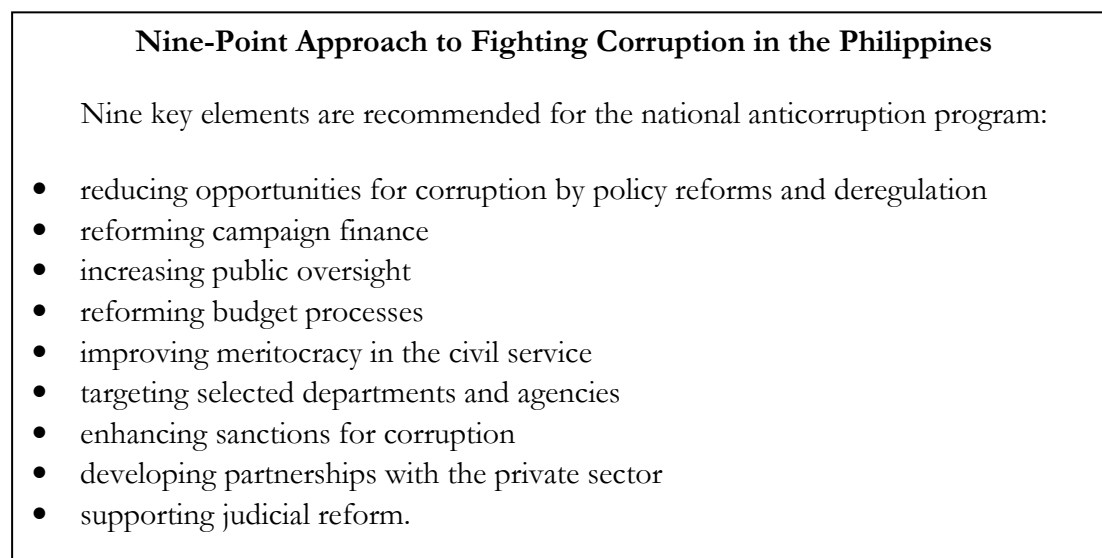 Nine-Point Approach to Fighting Corruption in the Philippines
Nine key elements are recommended for the national anticorruption program:
• reducing opportunities for corruption by policy reforms and deregulation
• reforming campaign finance
• increasing public oversight
• reforming budget processes
• improving meritocracy in the civil service
• targeting selected departments and agencies
• enhancing sanctions for corruption
• developing partnerships with the private sector
• supporting judicial reform.